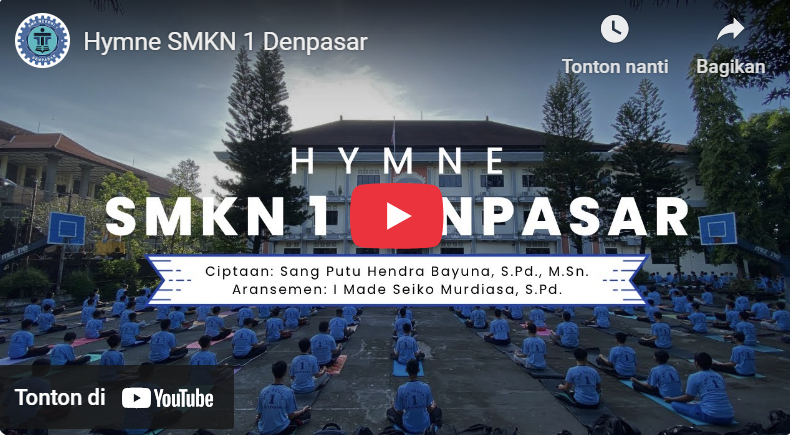 Hymne SMKN 1 Denpasar
Tonton nanti
Bagikan
HYMNE
SMKN 1 NPASAR
Ciptaan: Sang Putu Hendra Bayuna, S.Pd., M.Sn.
Aransemen: I Made Seiko Murdiasa, S.Pd.
Tonton di YouTube